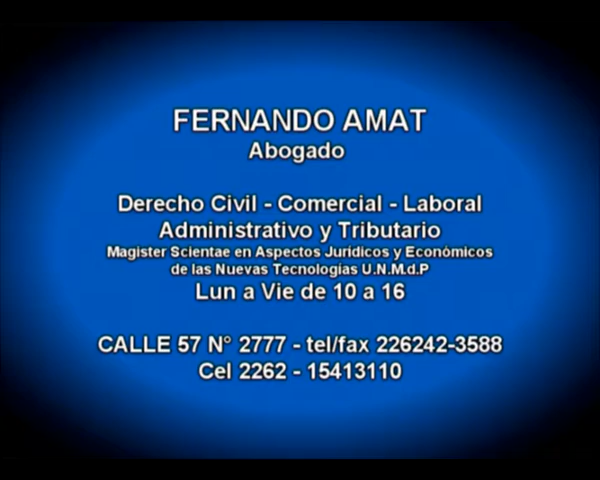 FERNANDO AMAT
Abogado
Derecho Civil - Comercial - Laboral
Administrativo y Tributario
Magister Scientae en Aspectos Jurídicos y Económicos
de las Nuevas Tecnologías U.N.M.d.P
Lun a Vie de 10 a 16
CALLE 57 N° 2777 - tel/fax 226242-3588
Cel 2262 - 15413110